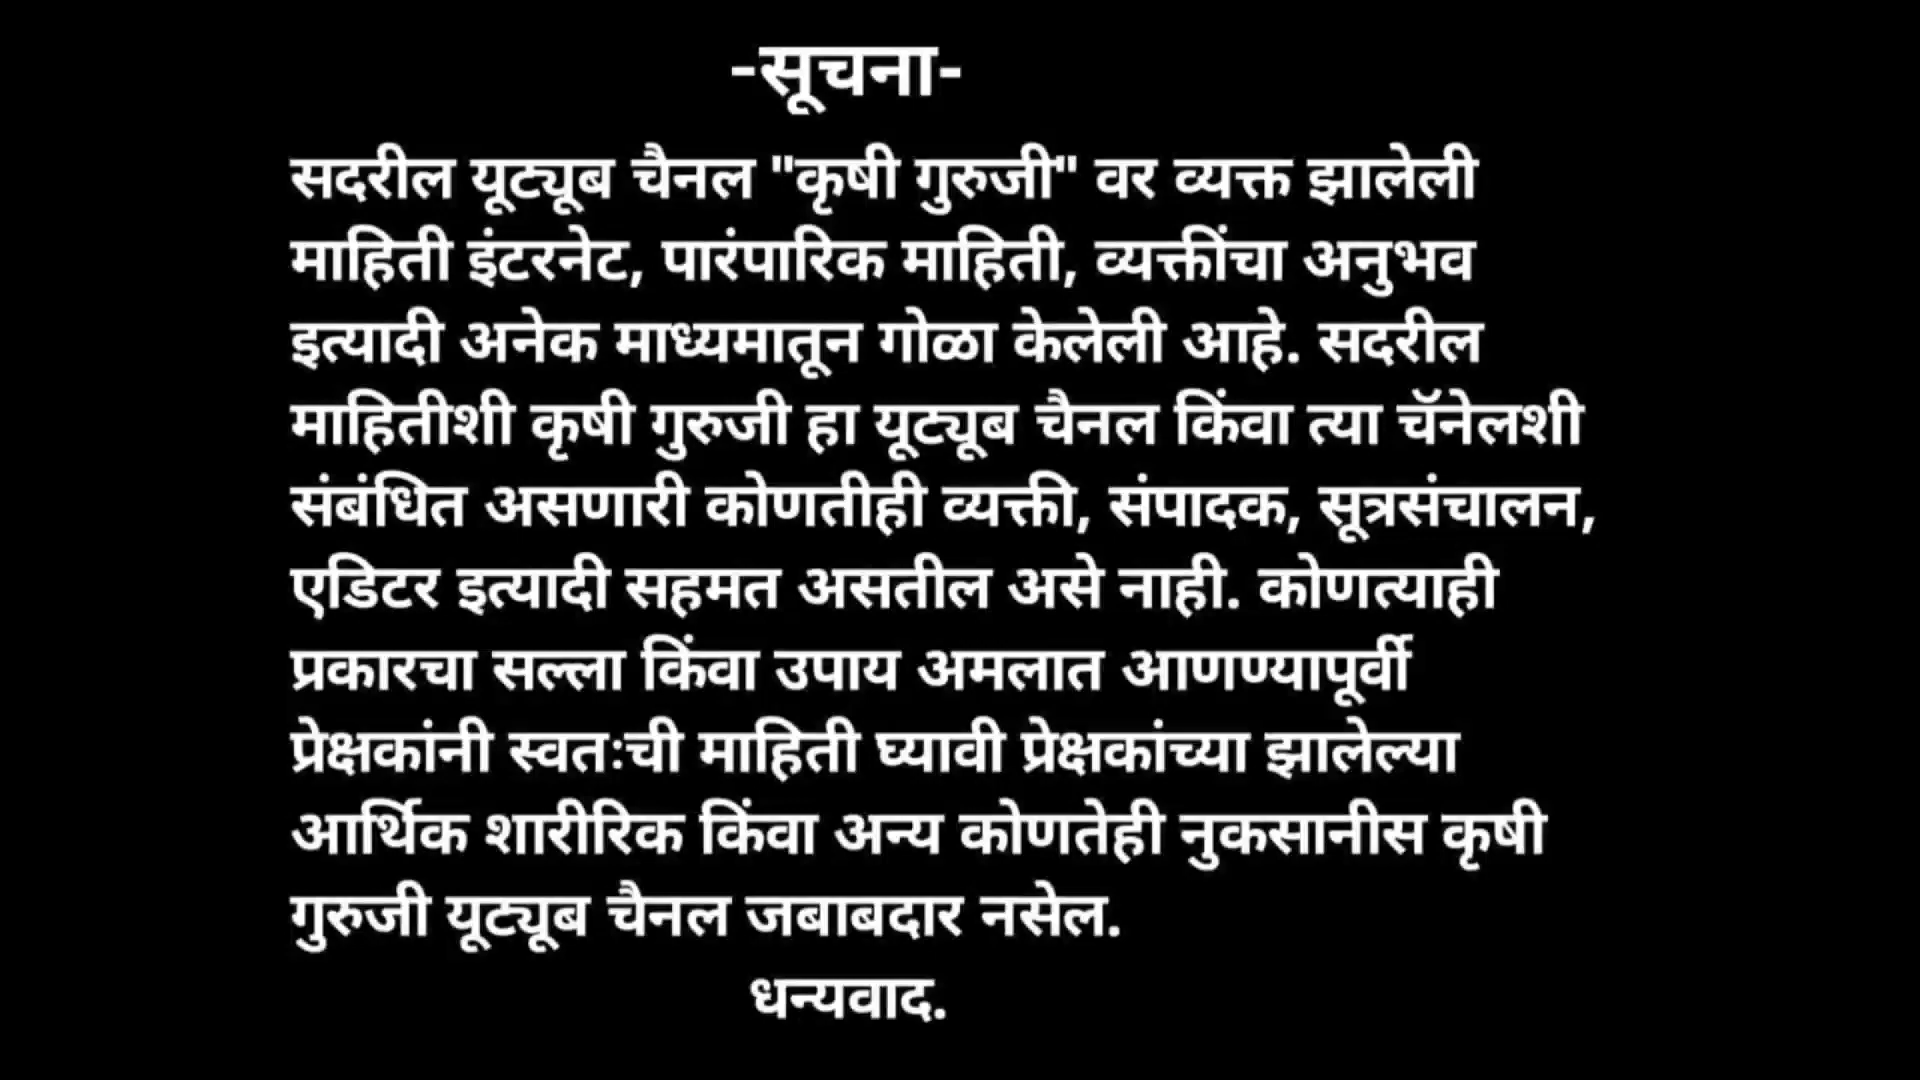 -सूचना-
सदरील यूट्यूब चैनल "कृषी गुरुजी" वर व्यक्त झालेली
माहिती इंटरनेट, पारंपारिक माहिती, व्यक्तींचा अनुभव
इत्यादी अनेक माध्यमातून गोळा केलेली आहे. सदरील
माहितीशी कृषी गुरुजी हा यूट्यूब चैनल किंवा त्या चॅनेलशी
संबंधित असणारी कोणतीही व्यक्ती, संपादक, सूत्रसंचालन,
एडिटर इत्यादी सहमत असतील असे नाही. कोणत्याही
प्रकारचा सल्ला किंवा उपाय अमलात आणण्यापूर्वी
प्रेक्षकांनी स्वतःची माहिती घ्यावी प्रेक्षकांच्या झालेल्या
आर्थिक शारीरिक किंवा अन्य कोणतेही नुकसानीस कृषी
गुरुजी यूट्यूब चैनल जबाबदार नसेल.
धन्यवाद.